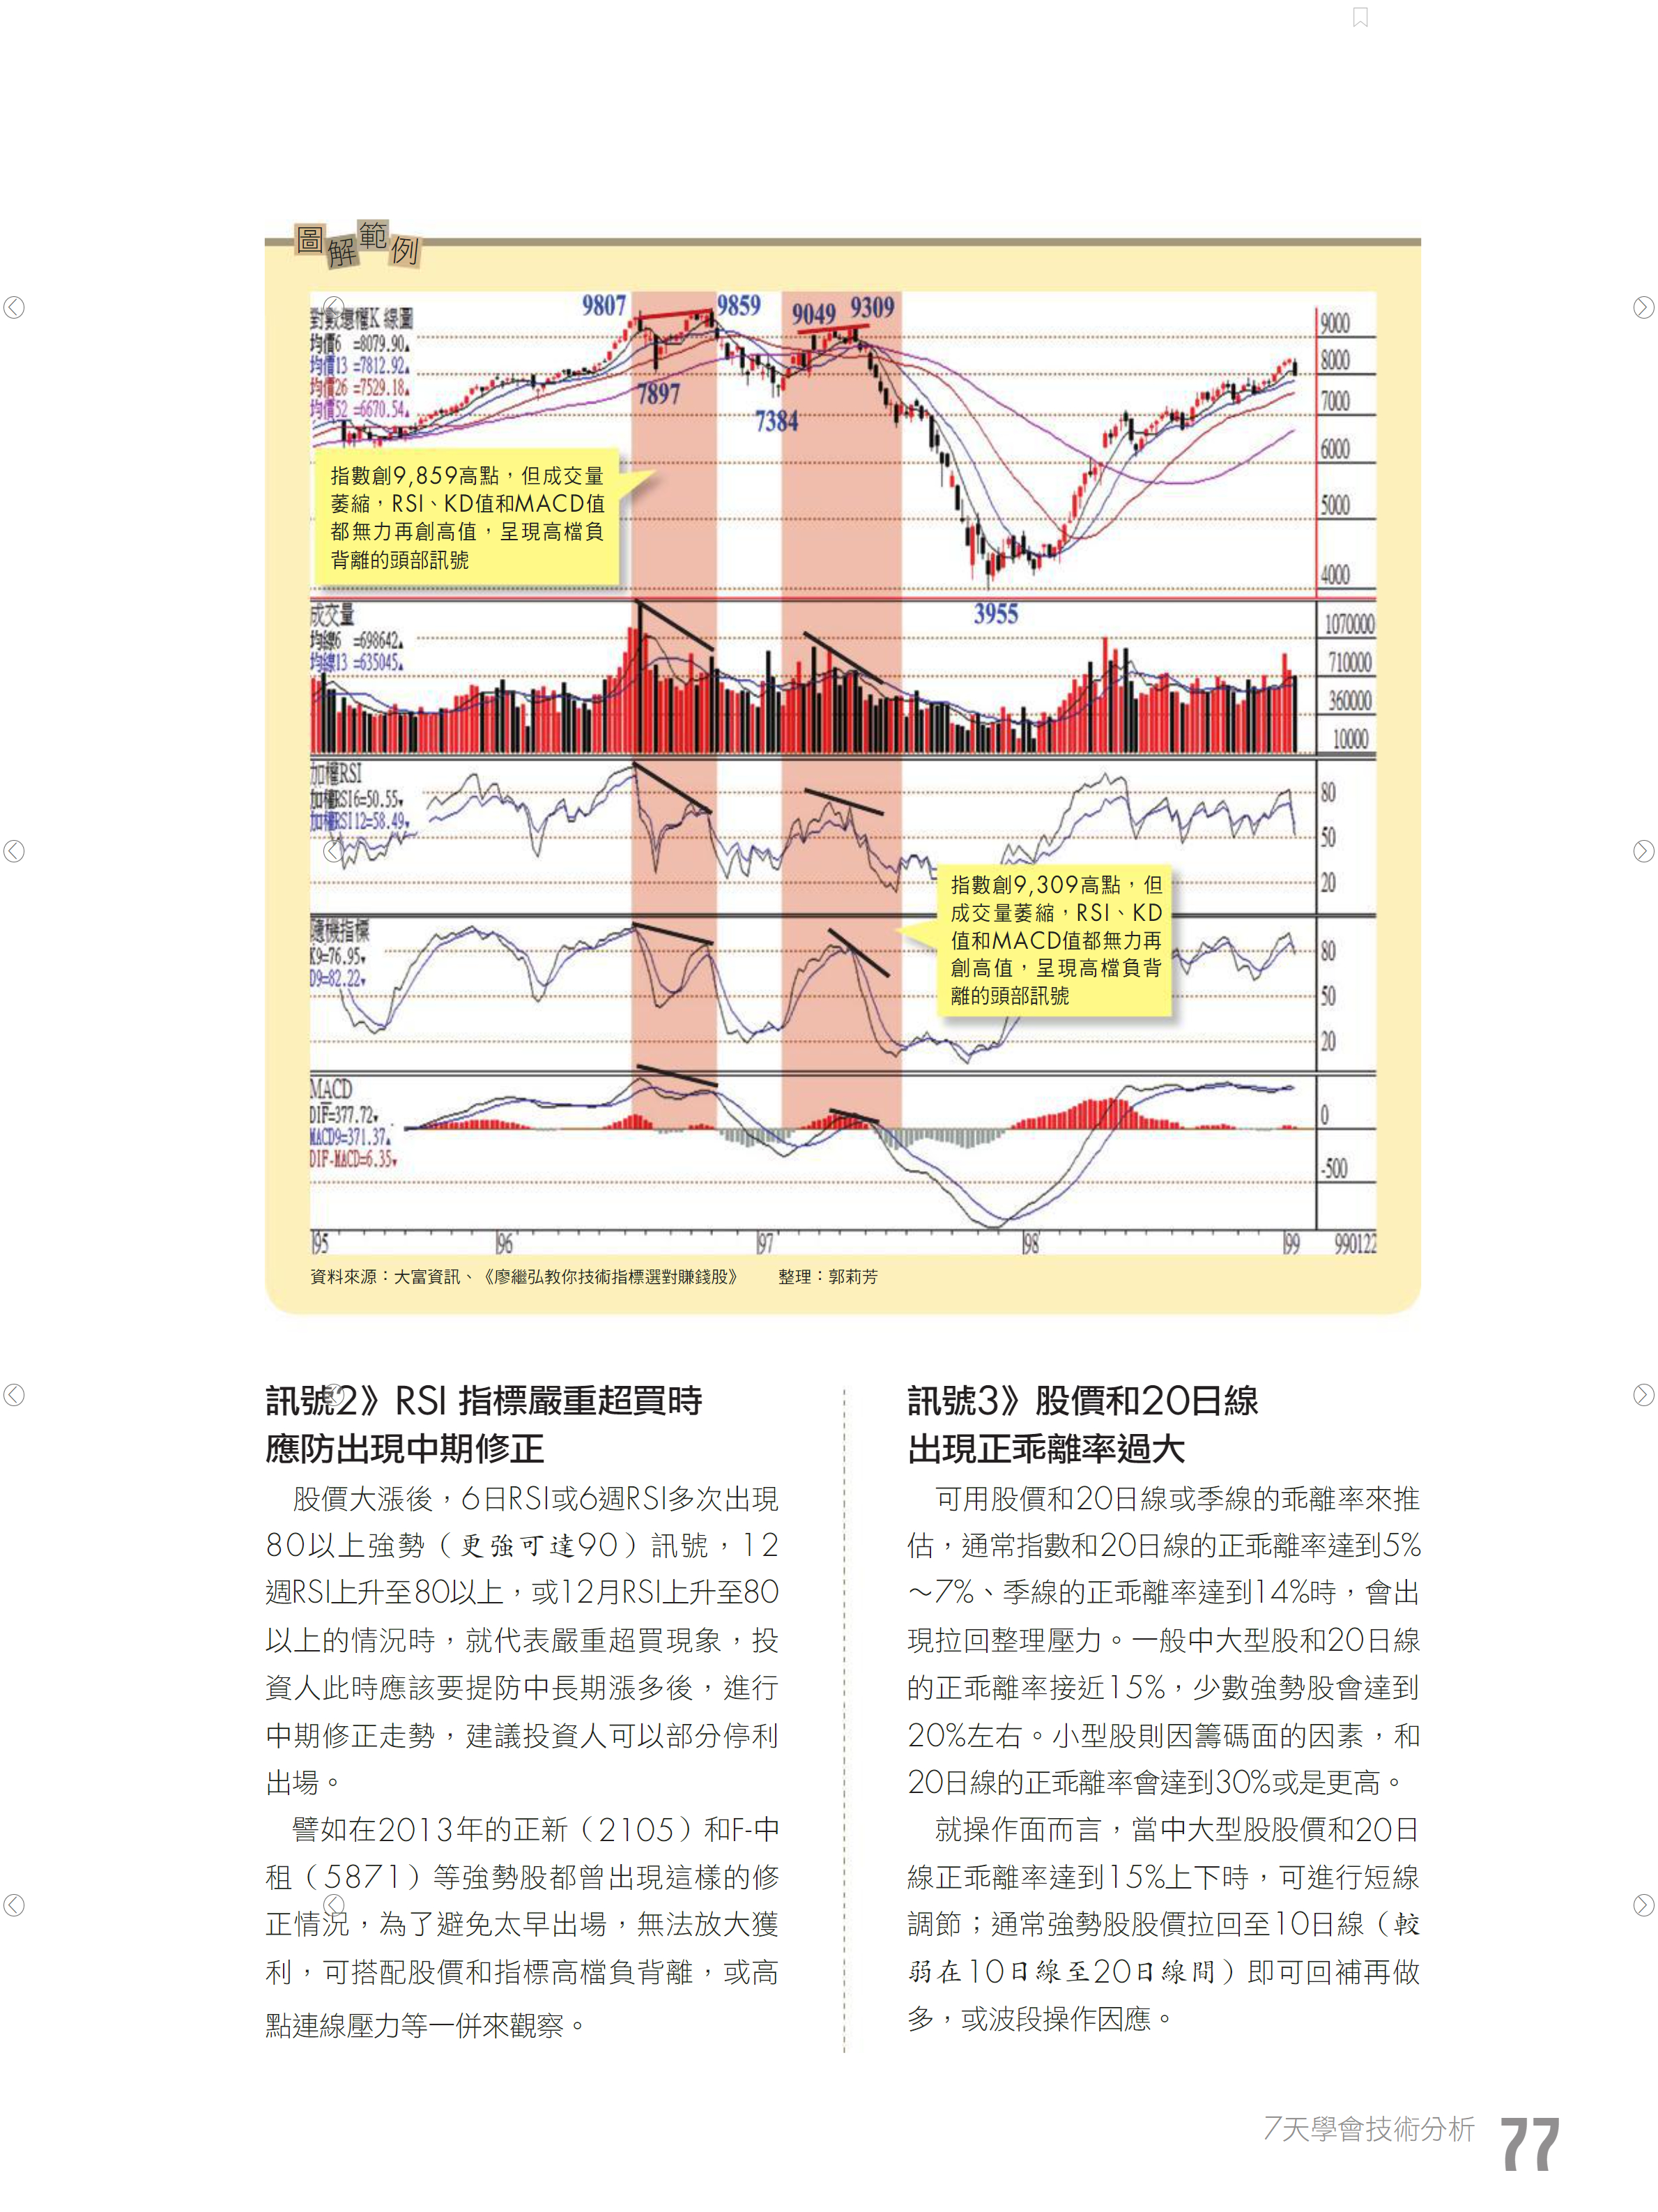 圖解範例
對數還權K 線圖
均價6 =8079.90▲
均價13 =7812.92▲
均價26 =7529.18▲
均價52 =6670.54▲
9807
9859
9049
9309
7897
7384
3955
9000
8000
7000
6000
5000
4000
指數創9,859高點，但成交量
萎縮，RSI、KD值和MACD值
都無力再創高值，呈現高檔負
背離的頭部訊號
成交量
均線6 =698642▲
均線13 =635045▲
1070000
710000
360000
10000
加權RSI
加權RSI6=50.55▼
加權RSI12=58.49▼
80
50
20
指數創9,309高點，但
成交量萎縮，RSI、KD
值和MACD值都無力再
創高值，呈現高檔負背
離的頭部訊號
隨機指標
K9=76.95▼
D9=82.22▼
80
50
20
MACD
DIF=377.72▼
MACD9=371.37▲
DIF-MACD=6.35▼
0
-500
95
96
97
98
99
990122
資料來源：大富資訊、《廖繼弘教你技術指標選對賺錢股》　整理：郭莉芳
訊號2》RSI 指標嚴重超買時
應防出現中期修正
股價大漲後，6日RSI或6週RSI多次出現
80以上強勢（更強可達90）訊號，12
週RSI上升至80以上，或12月RSI上升至80
以上的情況時，就代表嚴重超買現象，投
資人此時應該要提防中長期漲多後，進行
中期修正走勢，建議投資人可以部分停利
出場。
譬如在2013年的正新（2105）和F-中
租（5871）等強勢股都曾出現這樣的修
正情況，為了避免太早出場，無法放大獲
利，可搭配股價和指標高檔負背離，或高
點連線壓力等一併來觀察。
訊號3》股價和20日線
出現正乖離率過大
可用股價和20日線或季線的乖離率來推
估，通常指數和20日線的正乖離率達到5%
～7%、季線的正乖離率達到14%時，會出
現拉回整理壓力。一般中大型股和20日線
的正乖離率接近15%，少數強勢股會達到
20%左右。小型股則因籌碼面的因素，和
20日線的正乖離率會達到30%或是更高。
就操作面而言，當中大型股股價和20日
線正乖離率達到15%上下時，可進行短線
調節；通常強勢股股價拉回至10日線（較
弱在10日線至20日線間）即可回補再做
多，或波段操作因應。
7天學會技術分析
77